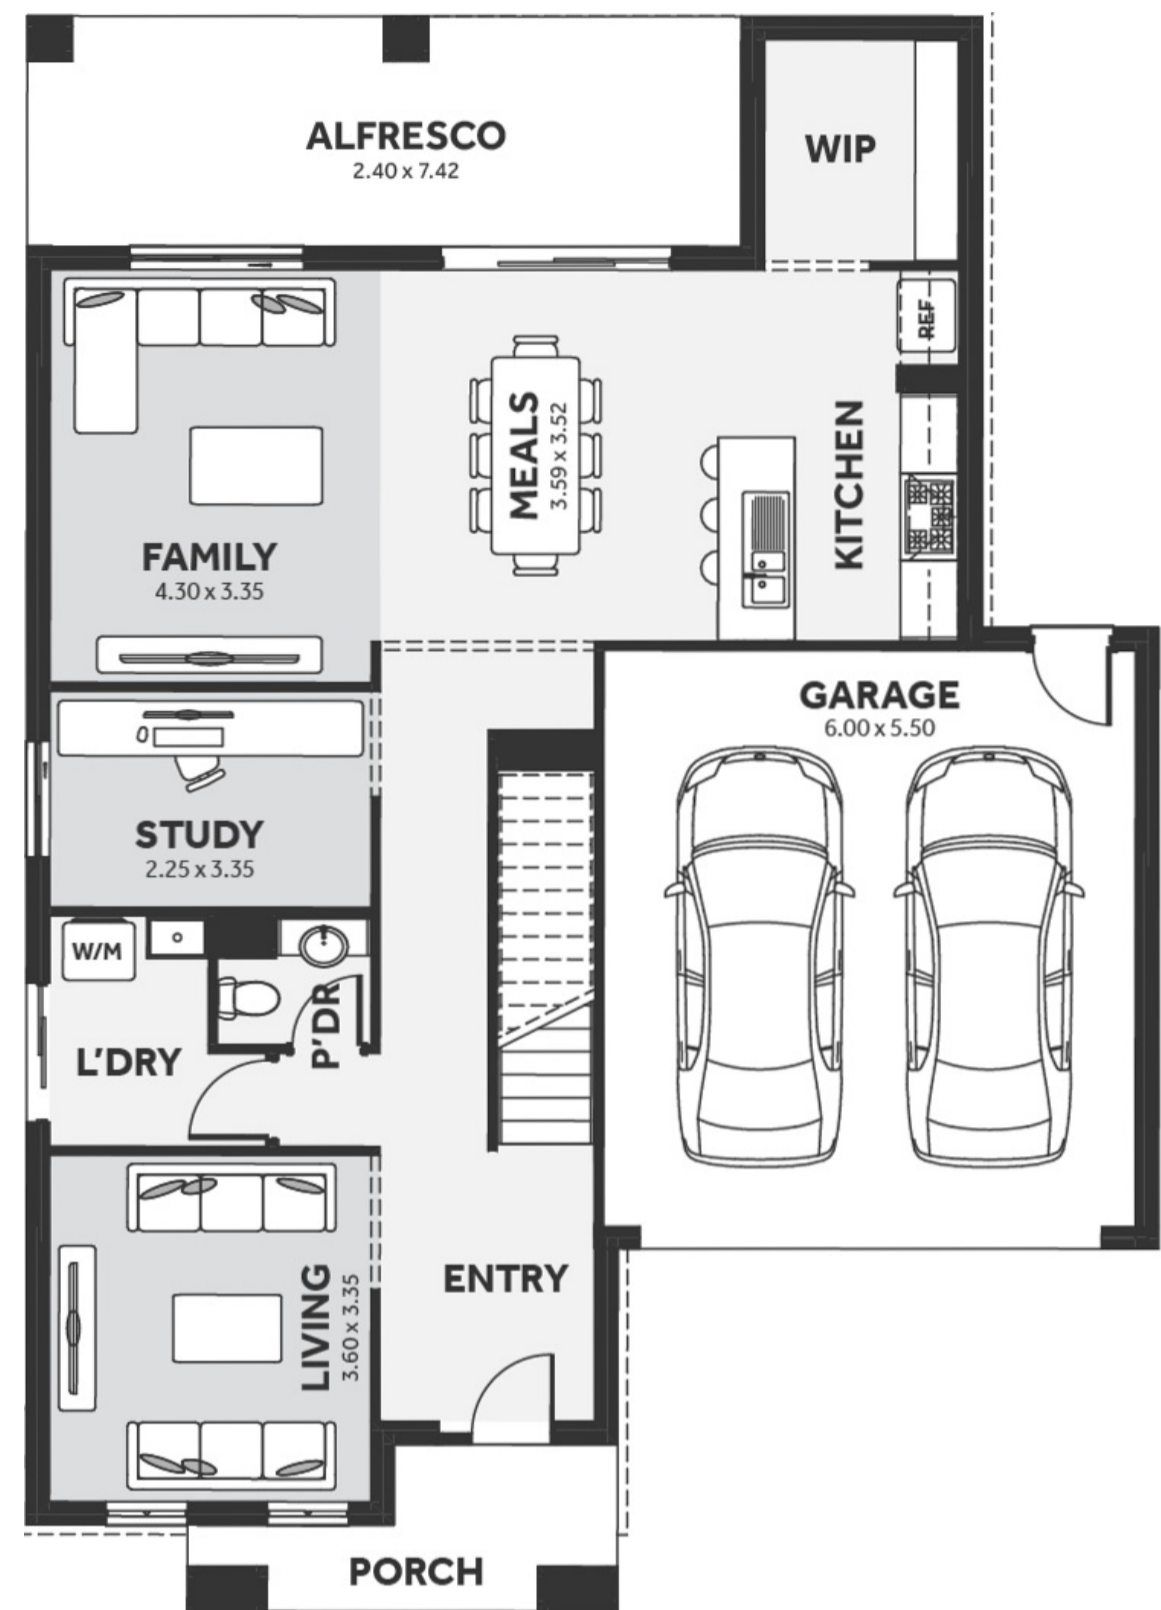 ALFRESCO
2.40 x 7.42
WIP
REF
MEALS
3.59 x 3.52
KITCHEN
FAMILY
4.30 x 3.35
GARAGE
6.00 x 5.50
STUDY
2.25 x 3.35
W/M
L'DRY
P'DR
ENTRY
LIVING
3.60 x 3.35
PORCH